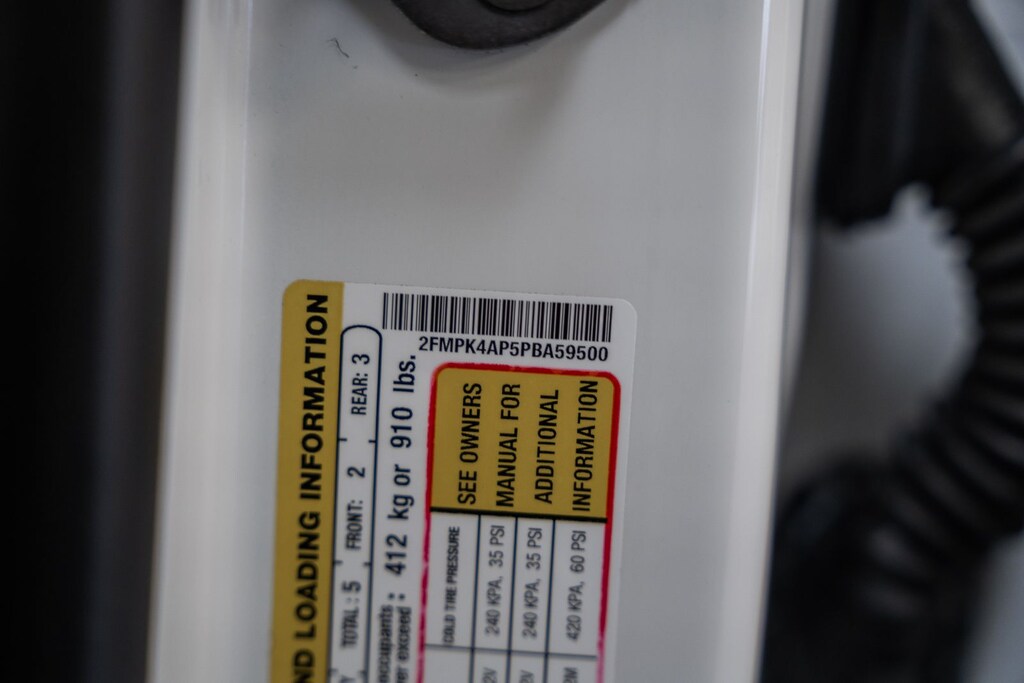 2FMPK4AP5PBA59500
ND LOADING INFORMATION
TOTAL: 5 FRONT: 2 REAR: 3
occupants
ver exceed: 412 kg or 910 lbs.
SEE OWNERS
MANUAL FOR
ADDITIONAL
INFORMATION
COLD TIRE PRESSURE
240 KPA, 35 PSI
240 KPA, 35 PSI
420 KPA, 60 PSI